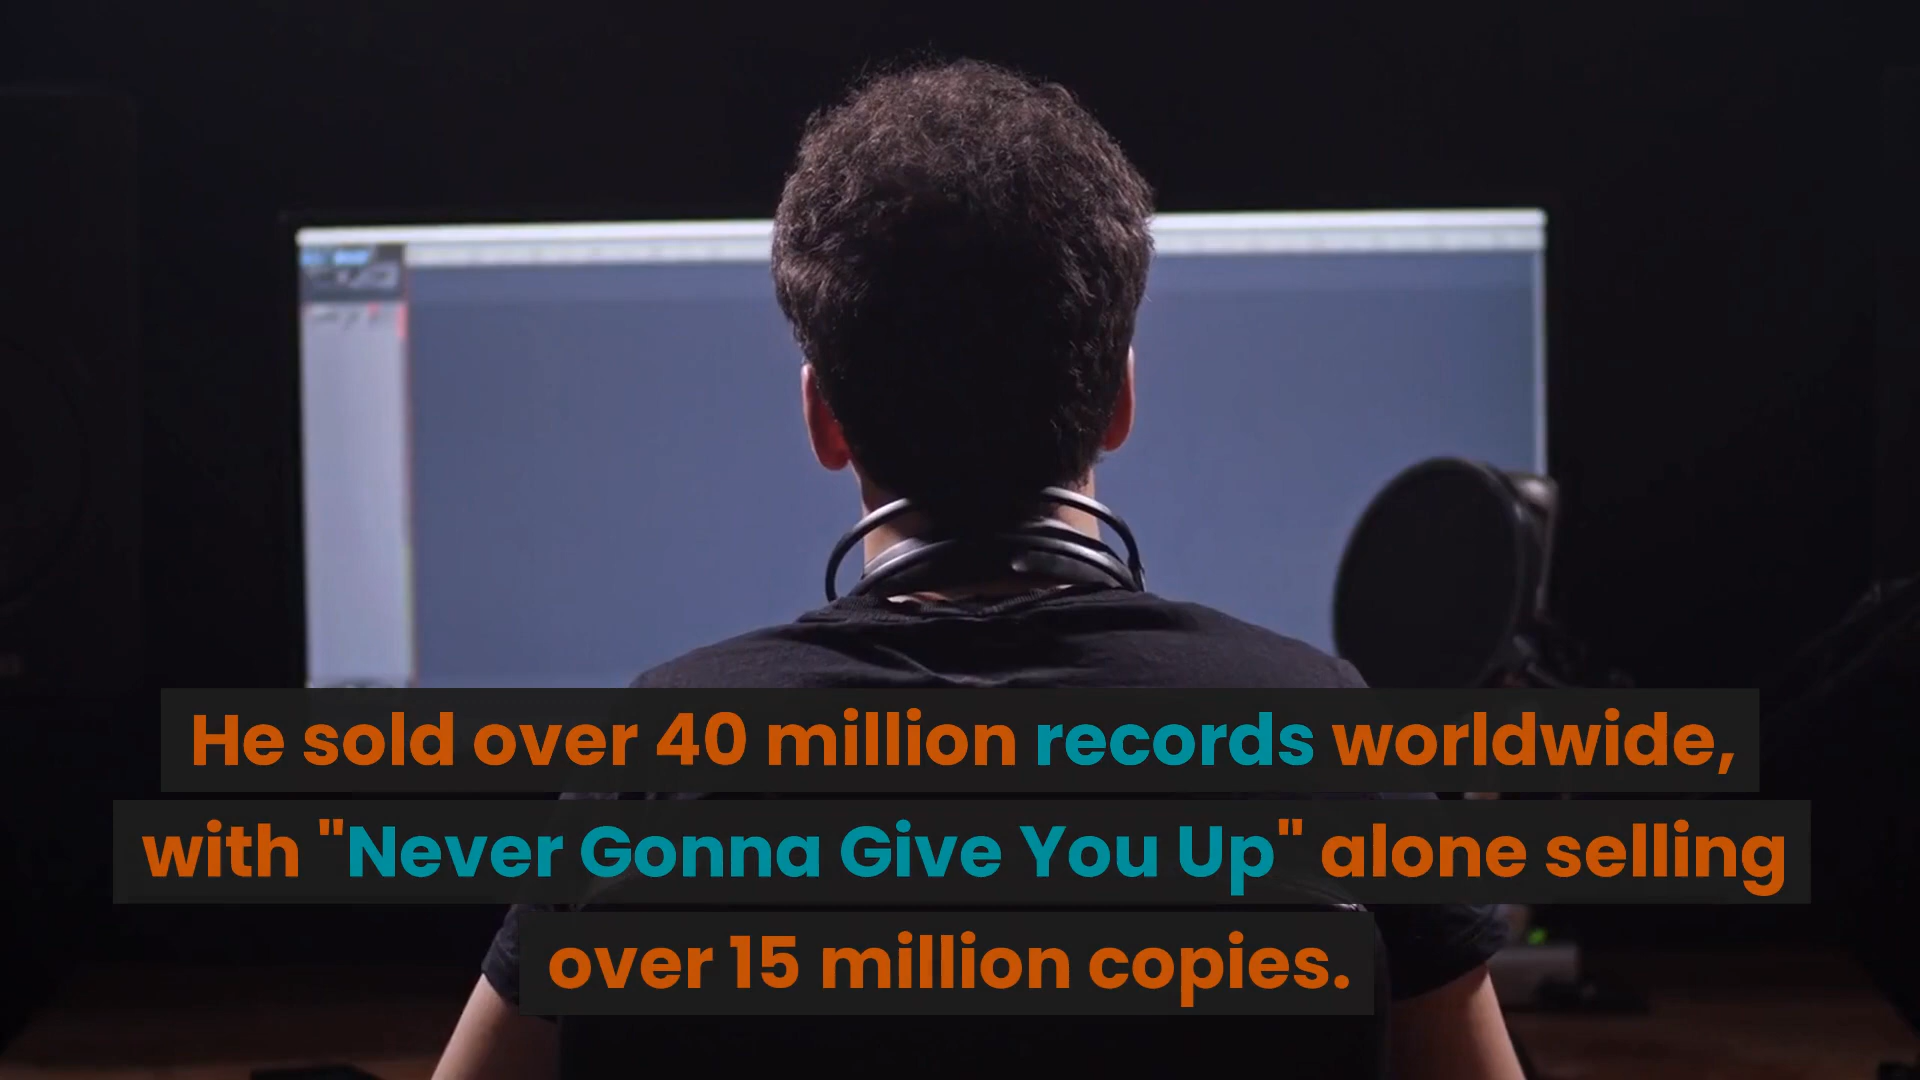 He sold over 40 million records worldwide,
with "Never Gonna Give You Up" alone selling
over 15 million copies.